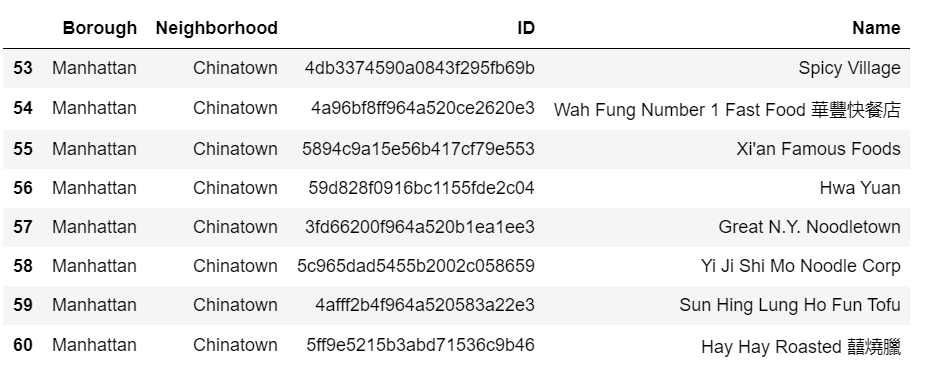 Borough Neighborhood ID Name
53 Manhattan Chinatown 4db3374590a0843f295fb69b Spicy Village
54 Manhattan Chinatown 4a96bf8ff964a520ce2620e3 Wah Fung Number 1 Fast Food 華豐快餐店
55 Manhattan Chinatown 5894c9a15e56b417cf79e553 Xi'an Famous Foods
56 Manhattan Chinatown 59d828f0916bc1155fde2c04 Hwa Yuan
57 Manhattan Chinatown 3fd66200f964a520b1ea1ee3 Great N.Y. Noodletown
58 Manhattan Chinatown 5c965dad5455b2002c058659 Yi Ji Shi Mo Noodle Corp
59 Manhattan Chinatown 4afff2b4f964a520583a22e3 Sun Hing Lung Ho Fun Tofu
60 Manhattan Chinatown 5ff9e5215b3abd71536c9b46 Hay Hay Roasted 囍燒臘